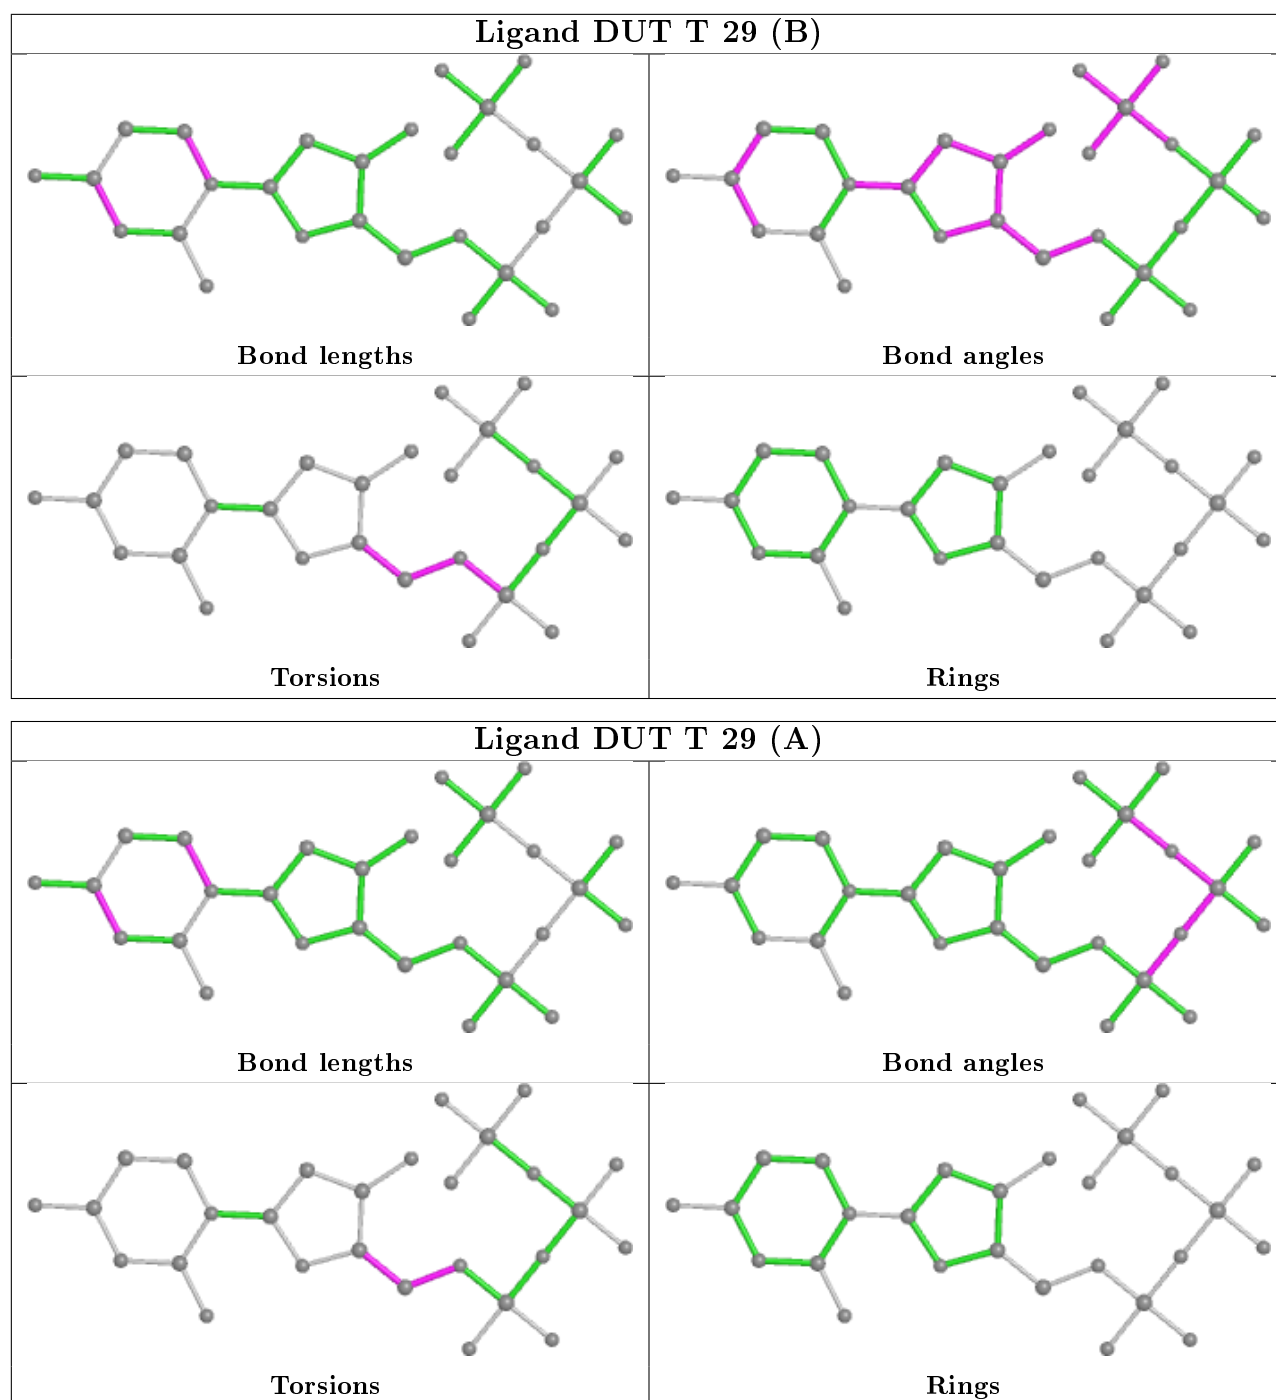 Ligand DUT T 29 (B)
Bond lengths
Bond angles
Torsions
Rings
Ligand DUT T 29 (A)
Bond lengths
Bond angles
Torsions
Rings